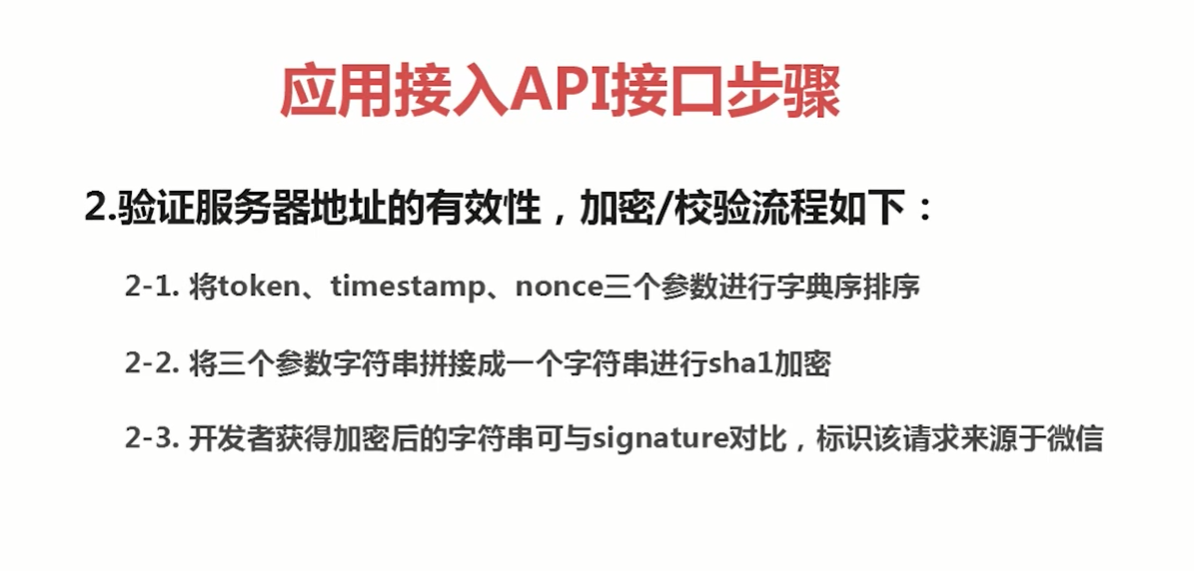 应用接入API接口步骤
2.验证服务器地址的有效性，加密/校验流程如下：
2-1. 将token、timestamp、nonce三个参数进行字典序排序
2-2. 将三个参数字符串拼接成一个字符串进行sha1加密
2-3. 开发者获得加密后的字符串可与signature对比，标识该请求来源于微信